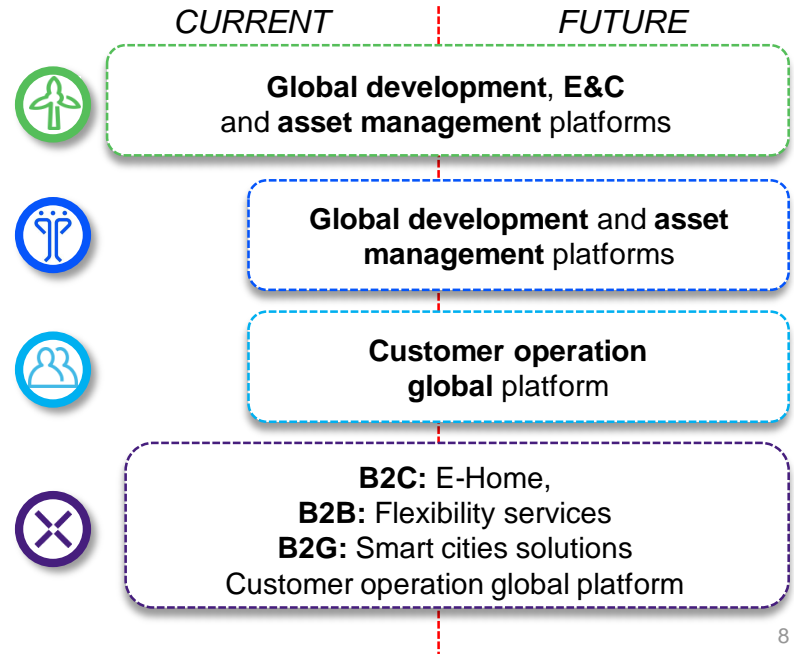 CURRENT FUTURE
Global development, E&C
and asset management platforms
Global development and asset
management platforms
Customer operation
global platform
B2C: E-Home,
B2B: Flexibility services
B2G: Smart cities solutions
Customer operation global platform
8